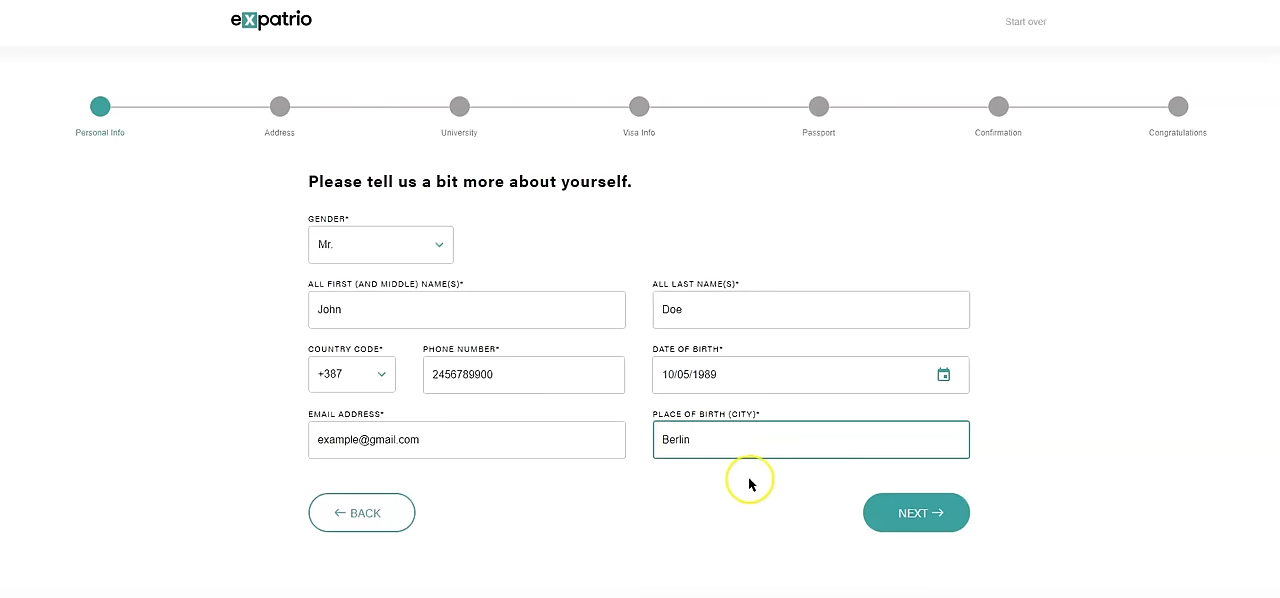 expatrio
Start over
Personal Info
Address
University
Visa Info
Passport
Confirmation
Congratulations
Please tell us a bit more about yourself.
GENDER*
Mr.
ALL FIRST (AND MIDDLE) NAME(S)*
ALL LAST NAME(S)*
John
Doe
COUNTRY CODE*
PHONE NUMBER*
DATE OF BIRTH*
+387
2456789900
10/05/1989
EMAIL ADDRESS*
PLACE OF BIRTH (CITY)*
example@gmail.com
Berlin
← BACK
NEXT →